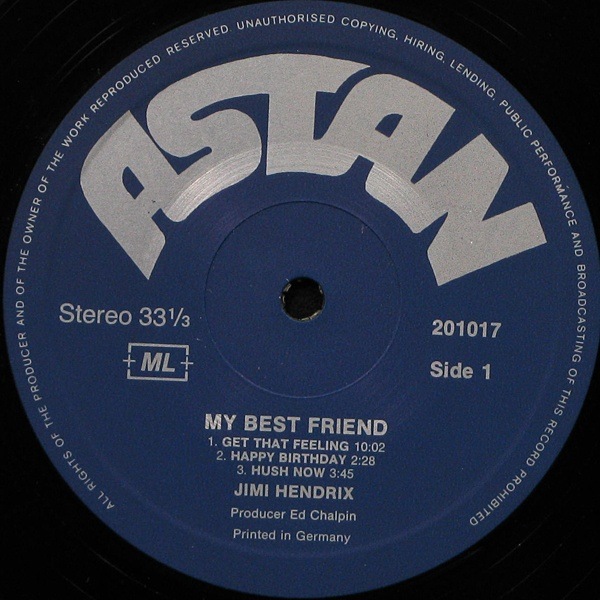 ALL RIGHTS OF THE PRODUCER AND OF THE OWNER OF THE WORK REPRODUCED RESERVED UNAUTHORISED COPYING, HIRING, LENDING, PUBLIC PERFORMANCE AND BROADCASTING OF THIS RECORD PROHIBITED
ASTAN
Stereo 33⅓
201017
ML
Side 1
MY BEST FRIEND
1. GET THAT FEELING 10:02
2. HAPPY BIRTHDAY 2:28
3. HUSH NOW 3:45
JIMI HENDRIX
Producer Ed Chalpin
Printed in Germany